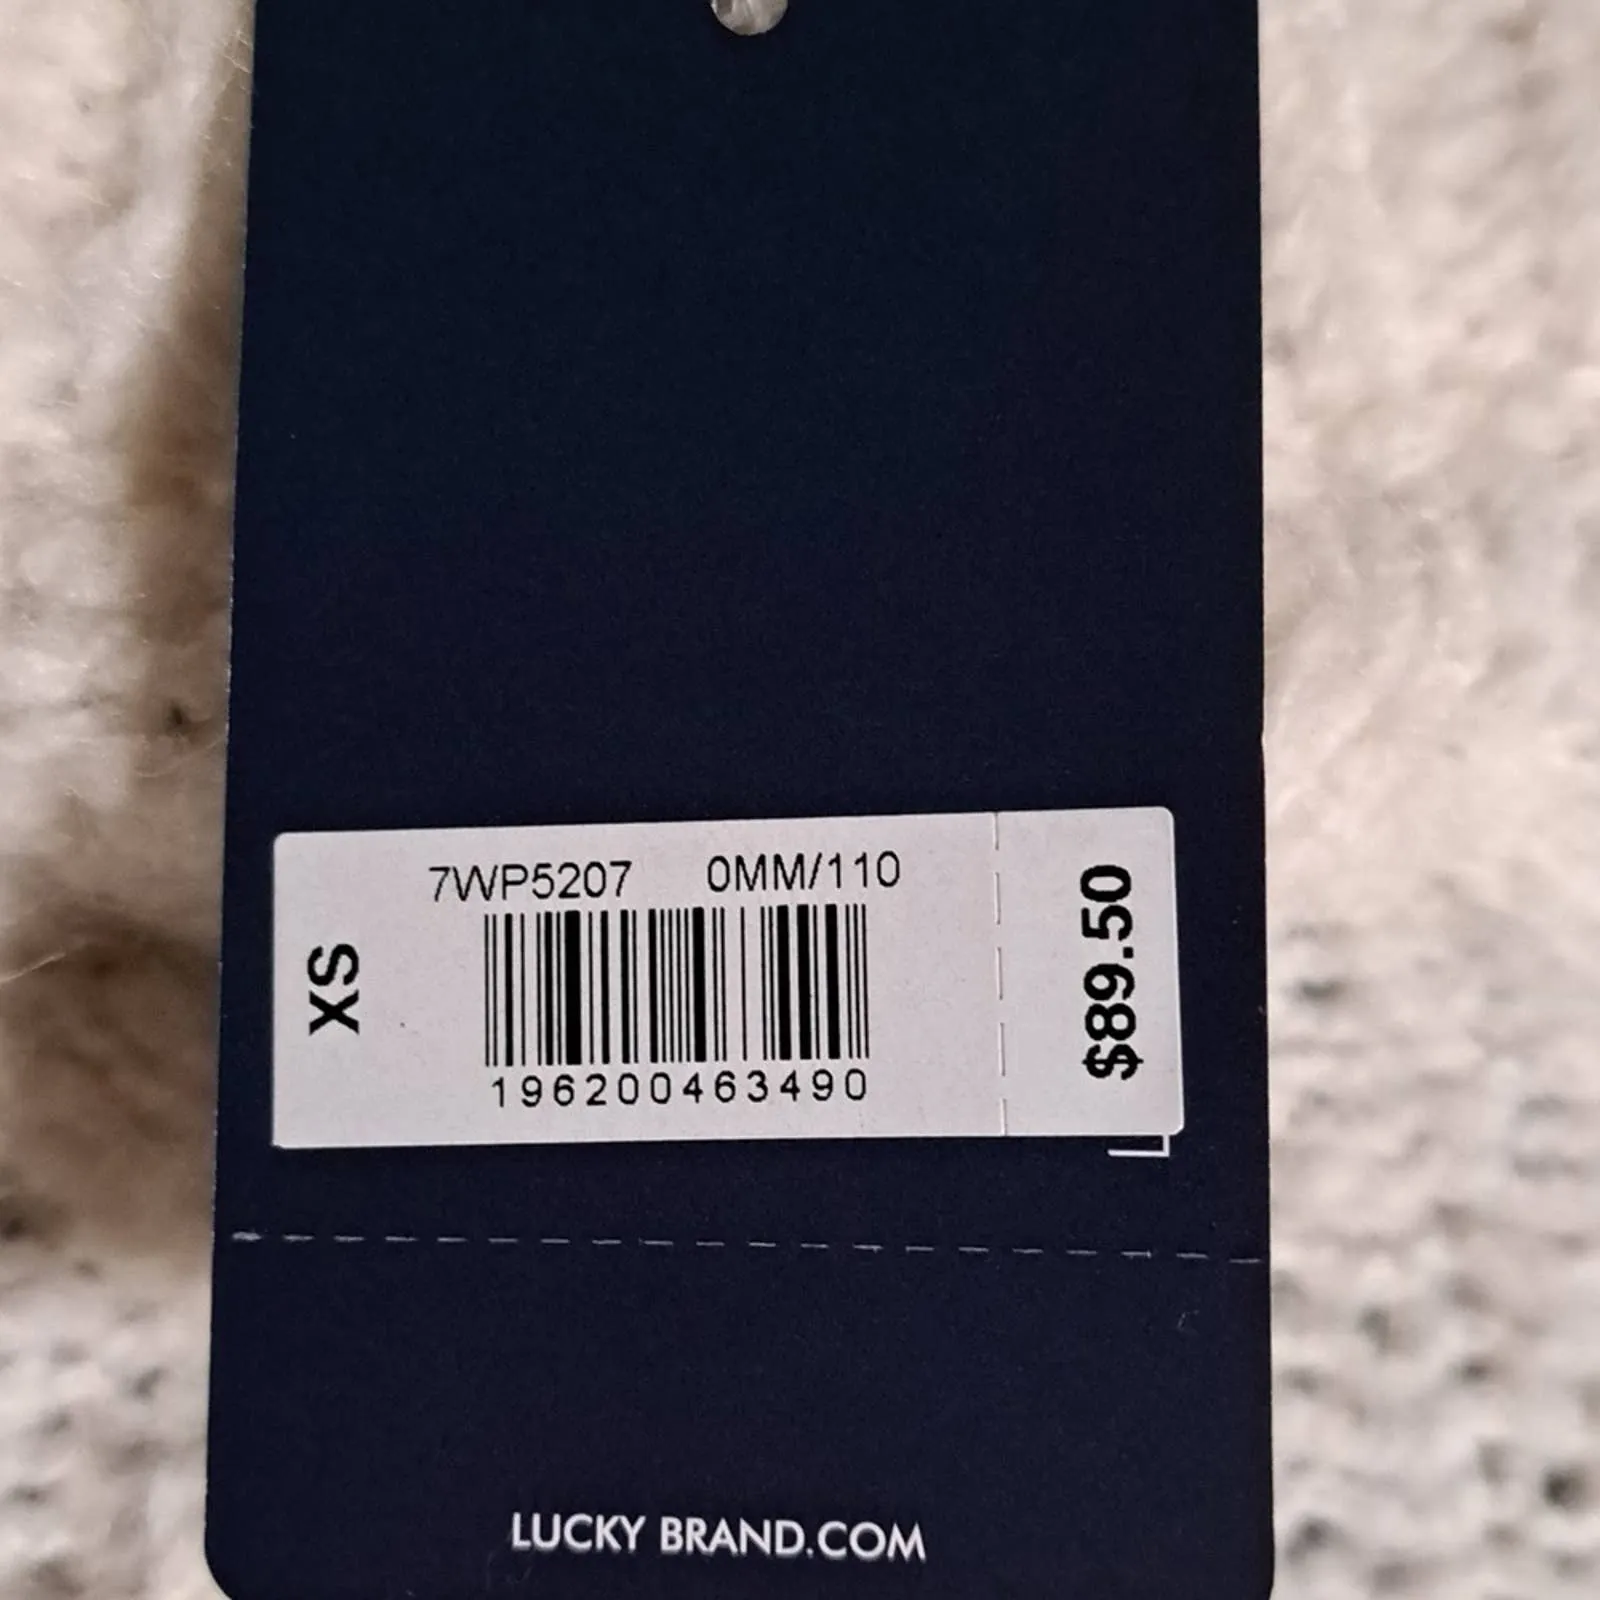 7WP5207 0MM/110
XS
196200463490
$89.50
LUCKY BRAND.COM